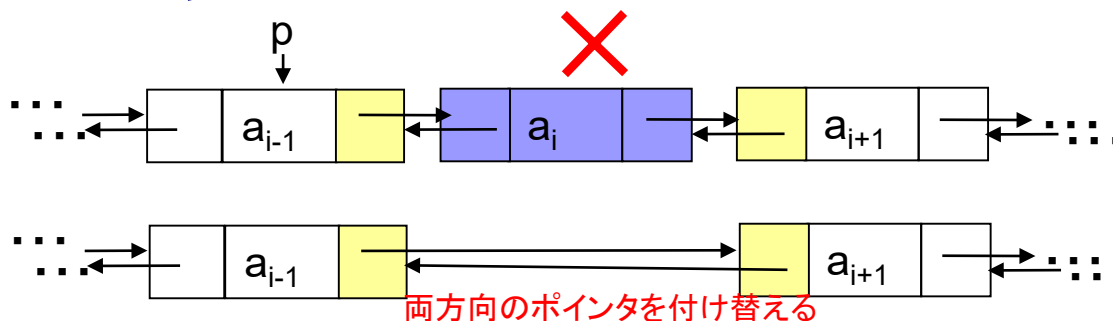 p
... a i-1 a i a i+1 ...
... a i-1 a i+1 ...
両方向のポインタを付け替える